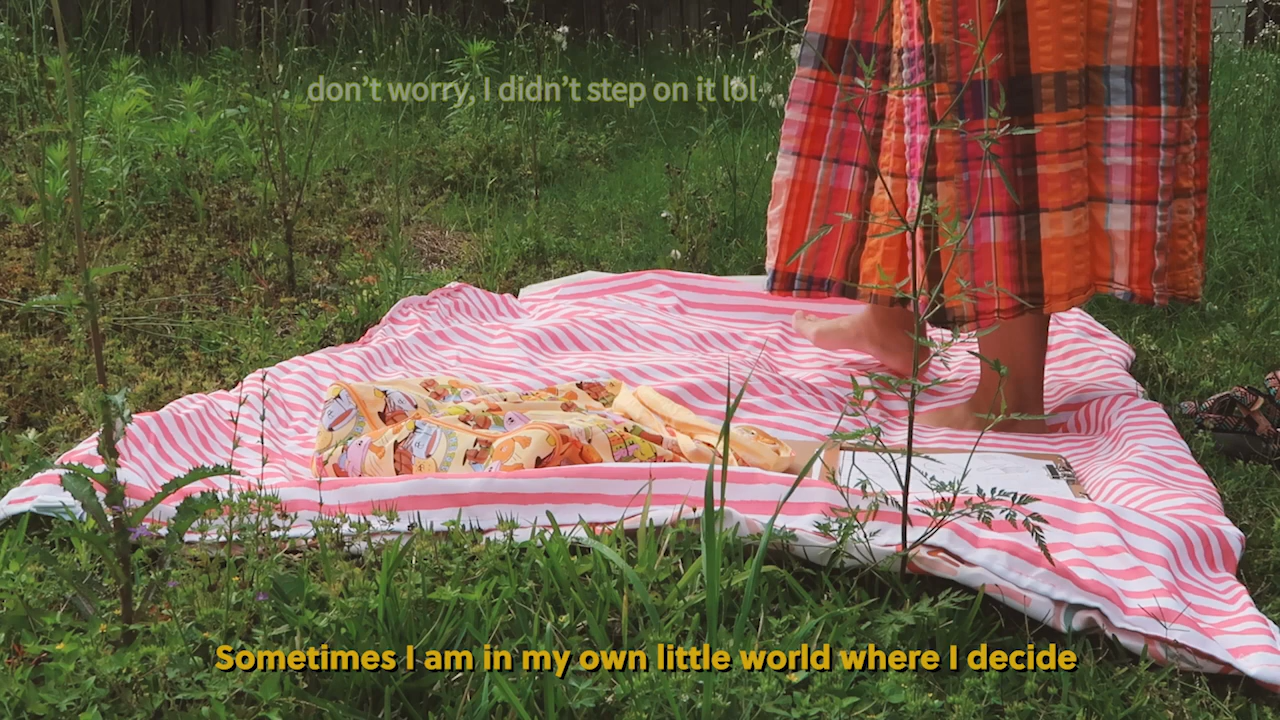 don’t worry, I didn’t step on it lol
Sometimes I am in my own little world where I decide